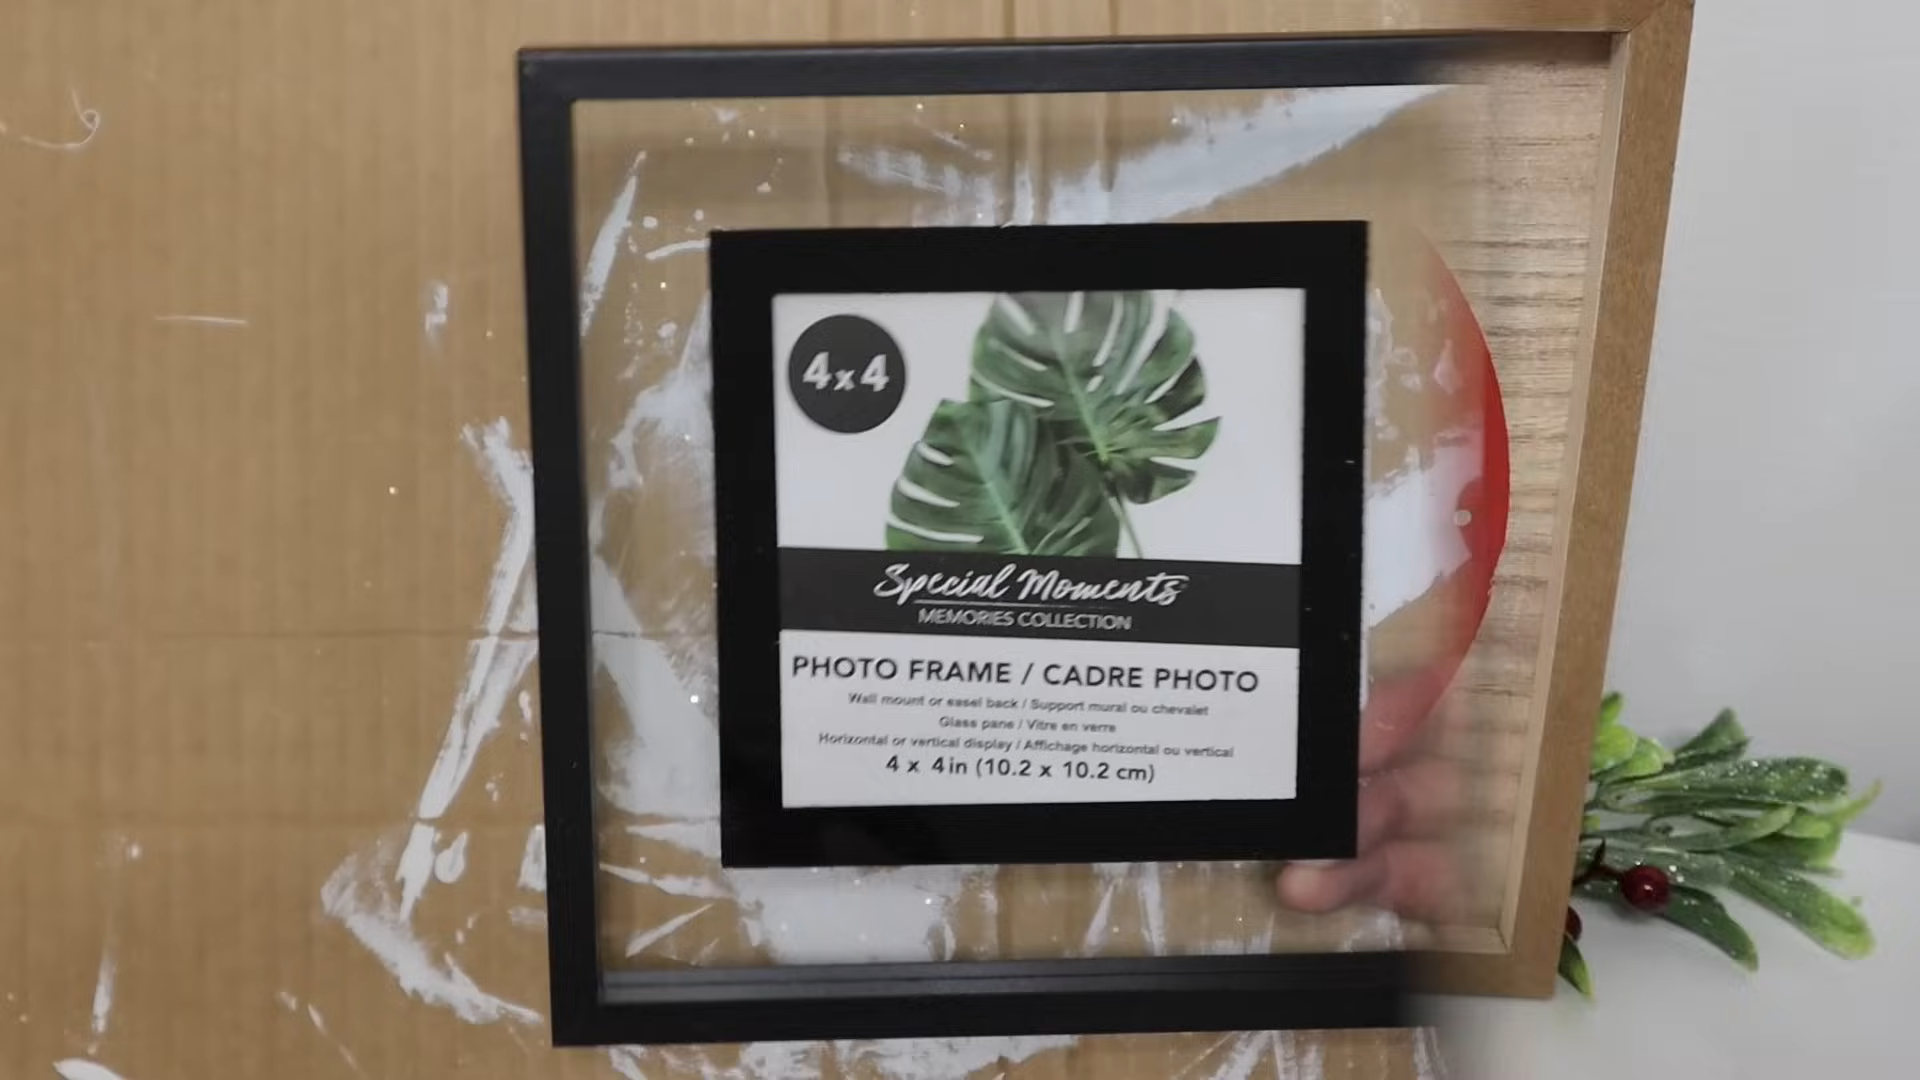 4x4
Special Moments
MEMORIES COLLECTION
PHOTO FRAME / CADRE PHOTO
Wall mount or easel back / Support mural ou chevalet
Glass pane / Vitre en verre
Horizontal or vertical display / Affichage horizontal ou vertical
4 x 4in (10.2 x 10.2 cm)